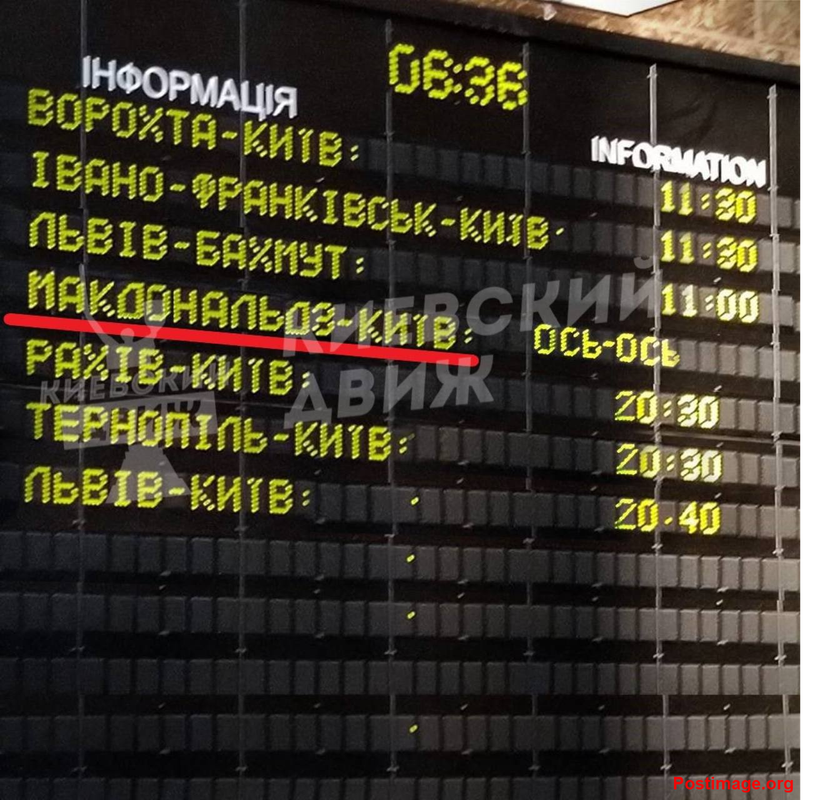 06:36
ІНФОРМАЦІЯ
INFORMATION
ВОРОХТА-КИЇВ: 11:30
ІВАНО-ФРАНКІВСЬК-КИЇВ: 11:30
ЛЬВІВ-БАХМУТ: 11:00
МАКДОНАЛЬДЗ-КИЇВ: ОСЬ-ОСЬ
РАХІВ-КИЇВ: 20:30
ТЕРНОПІЛЬ-КИЇВ: 20:30
ЛЬВІВ-КИЇВ: 20:40
КИЕВСКИЙ
ДВИЖ
КИЕВСКИЙ
Postimage.org